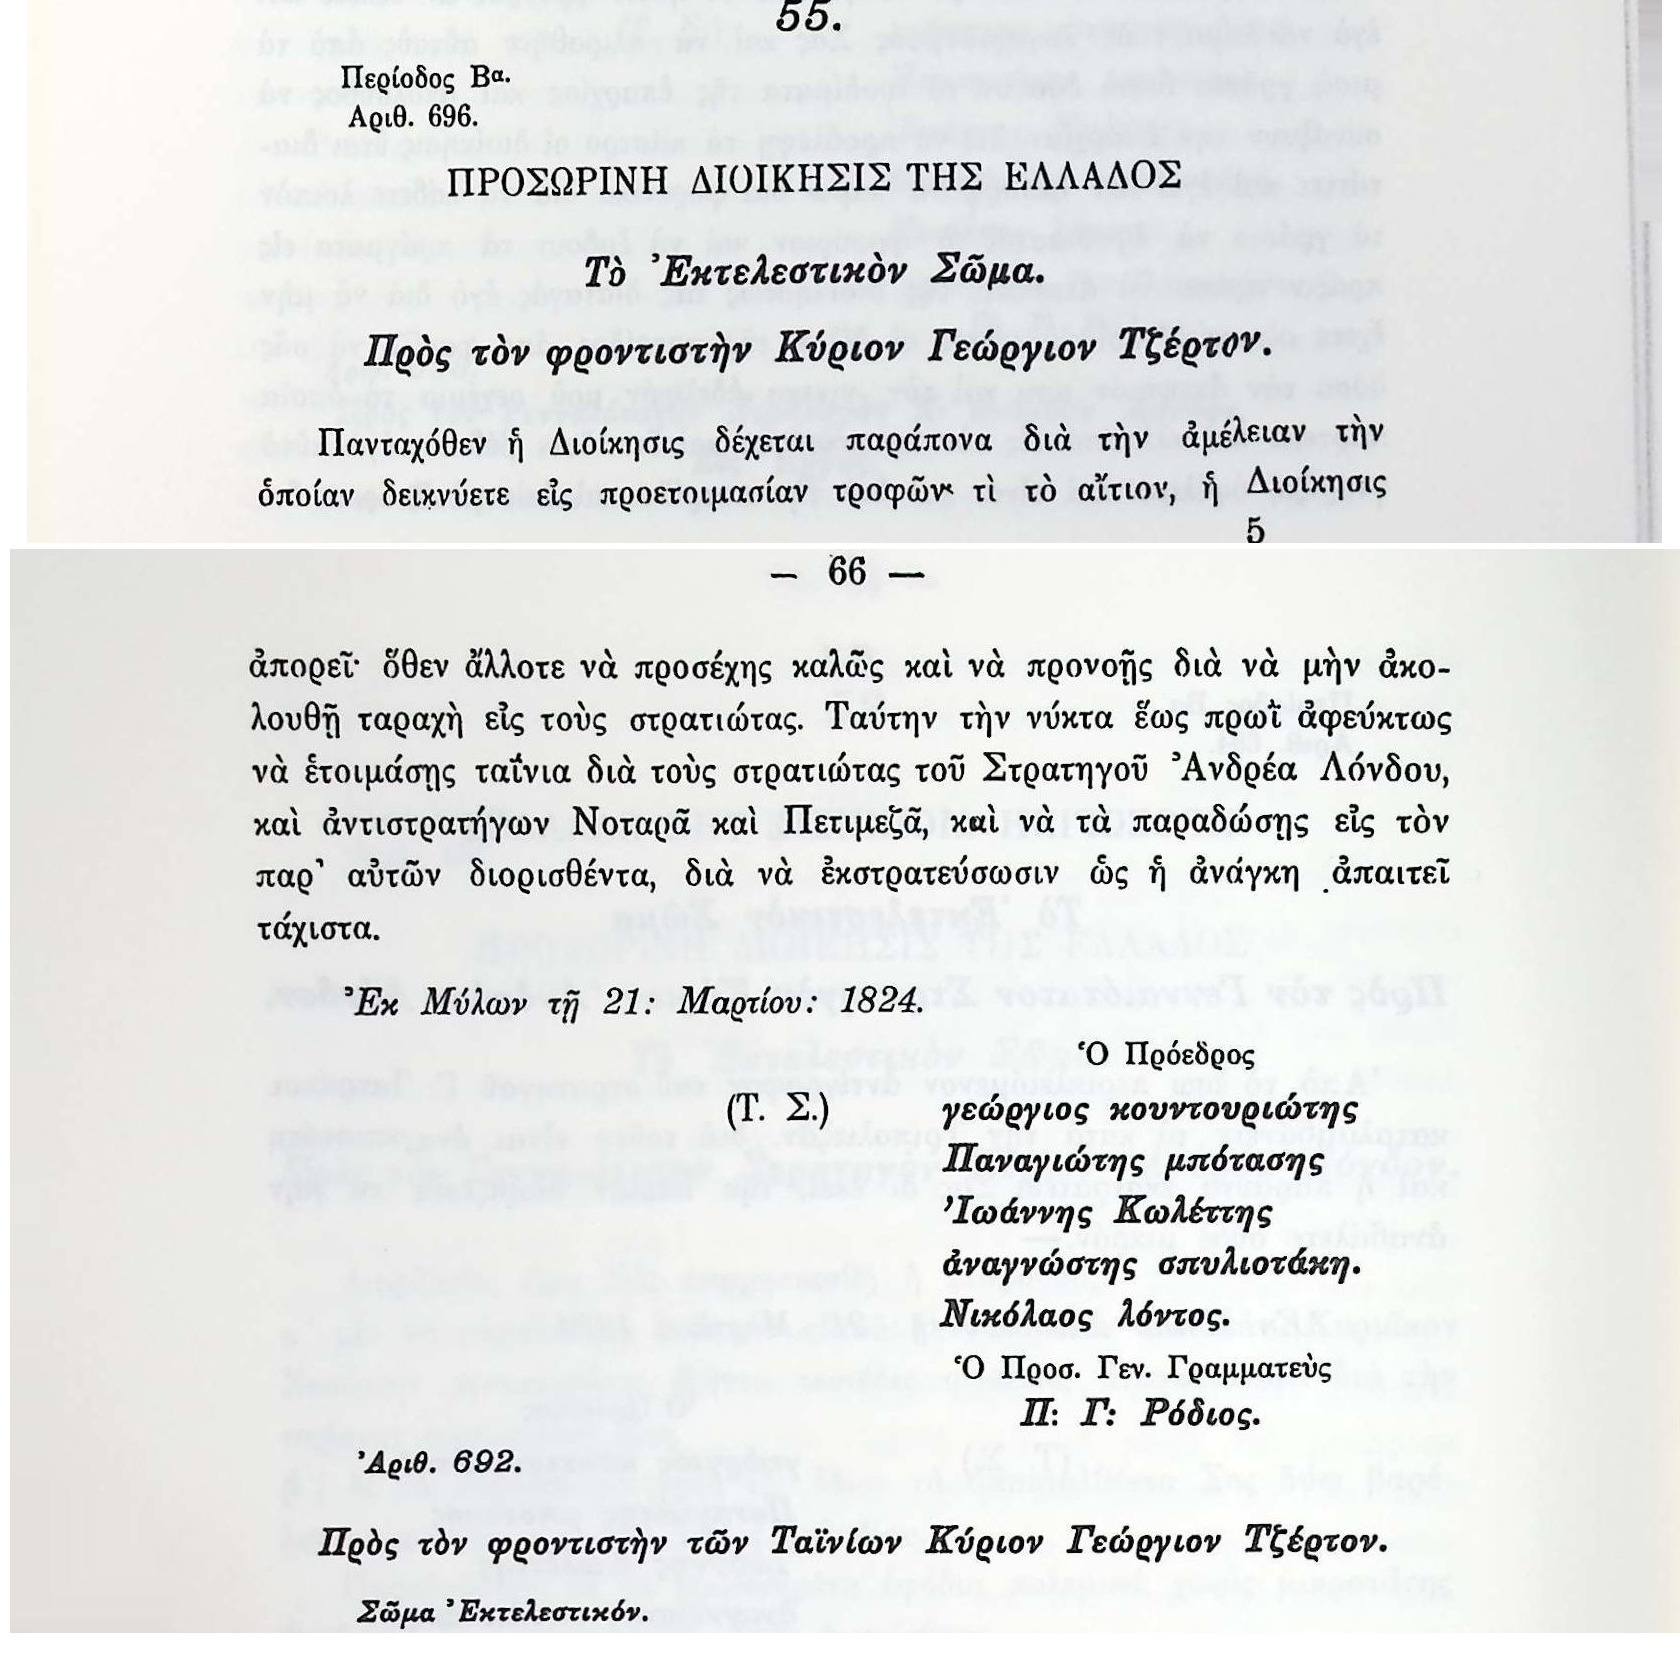 55.
Περίοδος Βα.
Αριθ. 696.
ΠΡΟΣΩΡΙΝΗ ΔΙΟΙΚΗΣΙΣ ΤΗΣ ΕΛΛΑΔΟΣ
Τὸ Ἐκτελεστικὸν Σῶμα.
Πρὸς τὸν φροντιστὴν Κύριον Γεώργιον Τζέρτον.
Πανταχόθεν ἡ Διοίκησις δέχεται παράπονα διὰ τὴν ἀμέλειαν τὴν
ὁποίαν δεικνύετε εἰς προετοιμασίαν τροφῶν· τὶ τὸ αἴτιον, ἡ Διοίκησις
5
— 66 —
ἀπορεῖ· ὅθεν ἄλλοτε νὰ προσέχης καλῶς καὶ νὰ προνοῇς διὰ νὰ μὴν ἀκο-
λουθῇ ταραχὴ εἰς τοὺς στρατιώτας. Ταύτην τὴν νύκτα ἕως πρωῒ ἀφεύκτως
νὰ ἑτοιμάσῃς ταΐνια διὰ τοὺς στρατιώτας τοῦ Στρατηγοῦ Ἀνδρέα Λόνδου,
καὶ ἀντιστρατήγων Νοταρᾶ καὶ Πετιμεζᾶ, καὶ νὰ τὰ παραδώσῃς εἰς τὸν
παρ' αὐτῶν διορισθέντα, διὰ νὰ ἐκστρατεύσωσιν ὡς ἡ ἀνάγκη ἀπαιτεῖ
τάχιστα.
Ἐκ Μύλων τῇ 21: Μαρτίου: 1824.
Ὁ Πρόεδρος
(Τ. Σ.) γεώργιος κουντουριώτης
Παναγιώτης μπότασης
Ἰωάννης Κωλέττης
ἀναγνώστης σπυλιοτάκη.
Νικόλαος λόντος.
Ὁ Προσ. Γεν. Γραμματεὺς
Π: Γ: Ρόδιος.
Ἀριθ. 692.
Πρὸς τὸν φροντιστὴν τῶν Ταϊνίων Κύριον Γεώργιον Τζέρτον.
Σῶμα Ἐκτελεστικόν.